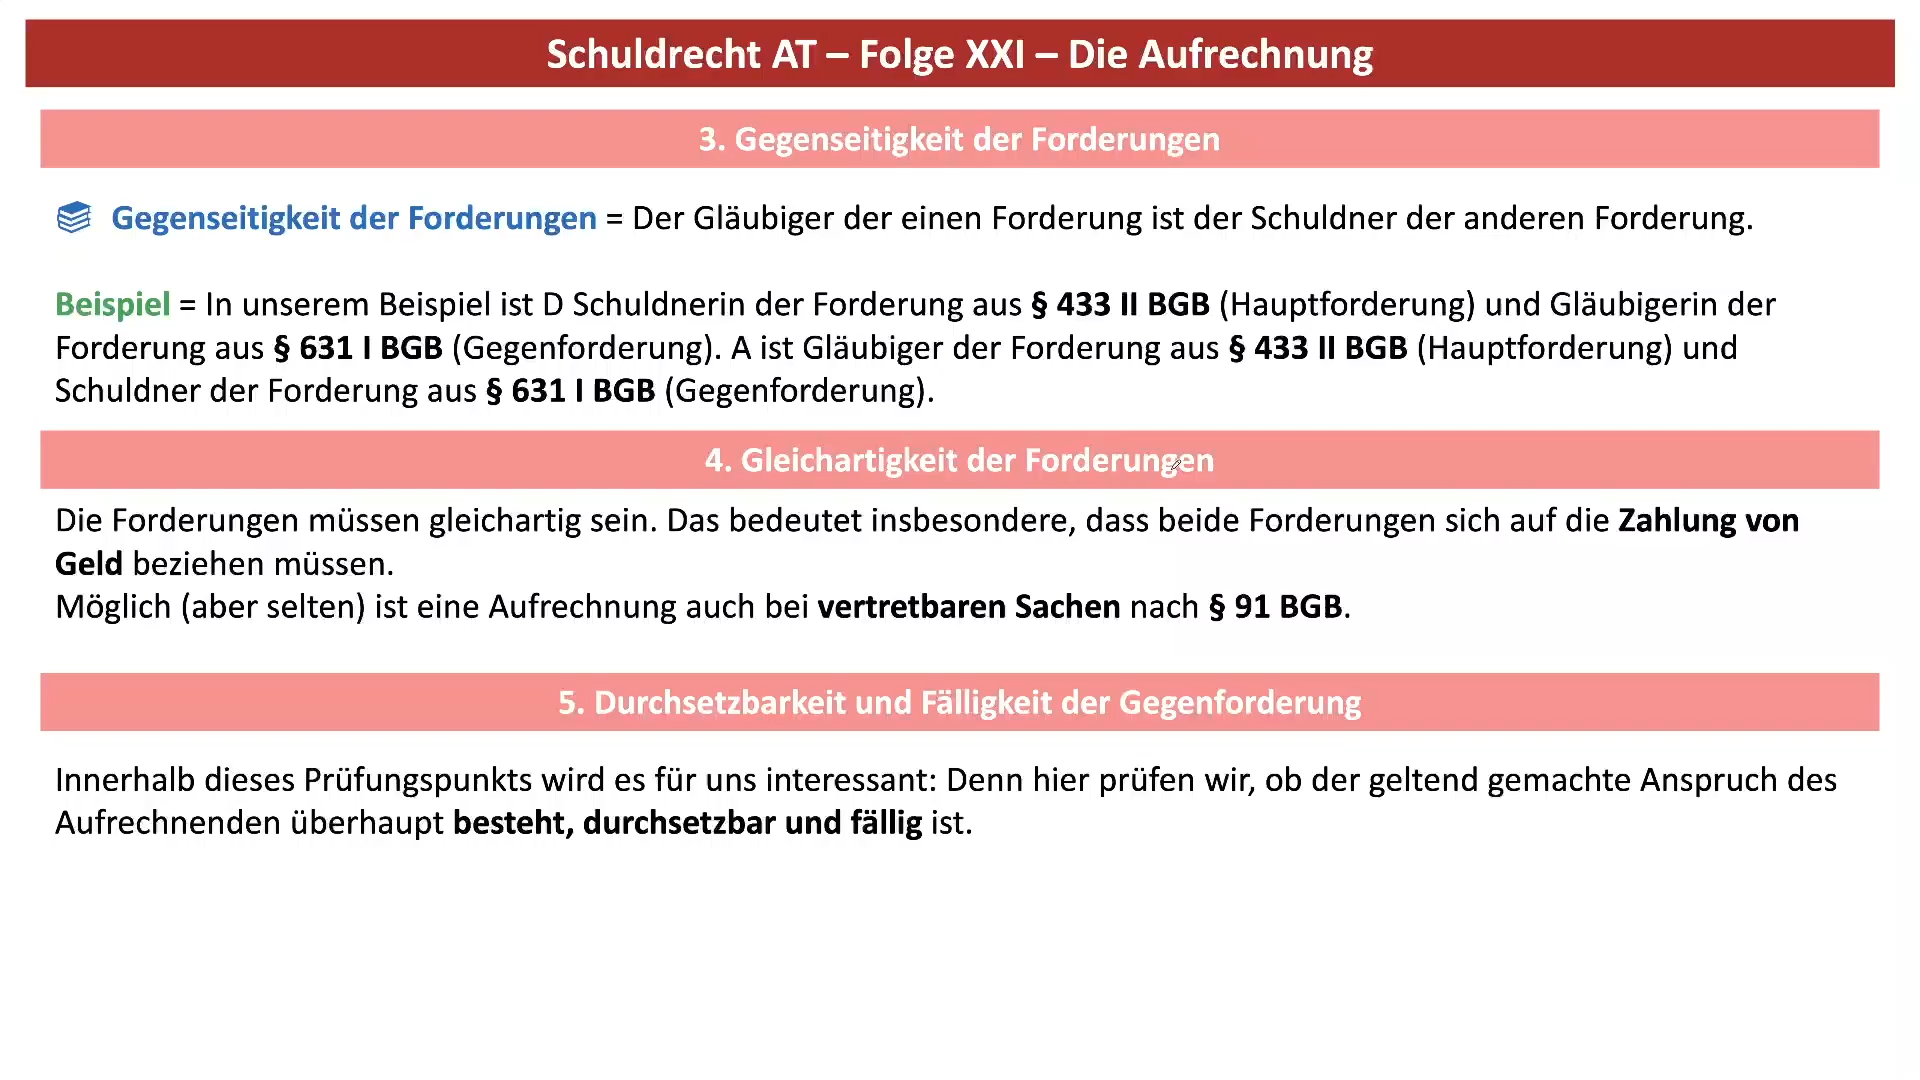 Schuldrecht AT – Folge XXI – Die Aufrechnung
3. Gegenseitigkeit der Forderungen
Gegenseitigkeit der Forderungen = Der Gläubiger der einen Forderung ist der Schuldner der anderen Forderung.
Beispiel = In unserem Beispiel ist D Schuldnerin der Forderung aus § 433 II BGB (Hauptforderung) und Gläubigerin der
Forderung aus § 631 I BGB (Gegenforderung). A ist Gläubiger der Forderung aus § 433 II BGB (Hauptforderung) und
Schuldner der Forderung aus § 631 I BGB (Gegenforderung).
4. Gleichartigkeit der Forderungen
Die Forderungen müssen gleichartig sein. Das bedeutet insbesondere, dass beide Forderungen sich auf die Zahlung von
Geld beziehen müssen.
Möglich (aber selten) ist eine Aufrechnung auch bei vertretbaren Sachen nach § 91 BGB.
5. Durchsetzbarkeit und Fälligkeit der Gegenforderung
Innerhalb dieses Prüfungspunkts wird es für uns interessant: Denn hier prüfen wir, ob der geltend gemachte Anspruch des
Aufrechnenden überhaupt besteht, durchsetzbar und fällig ist.